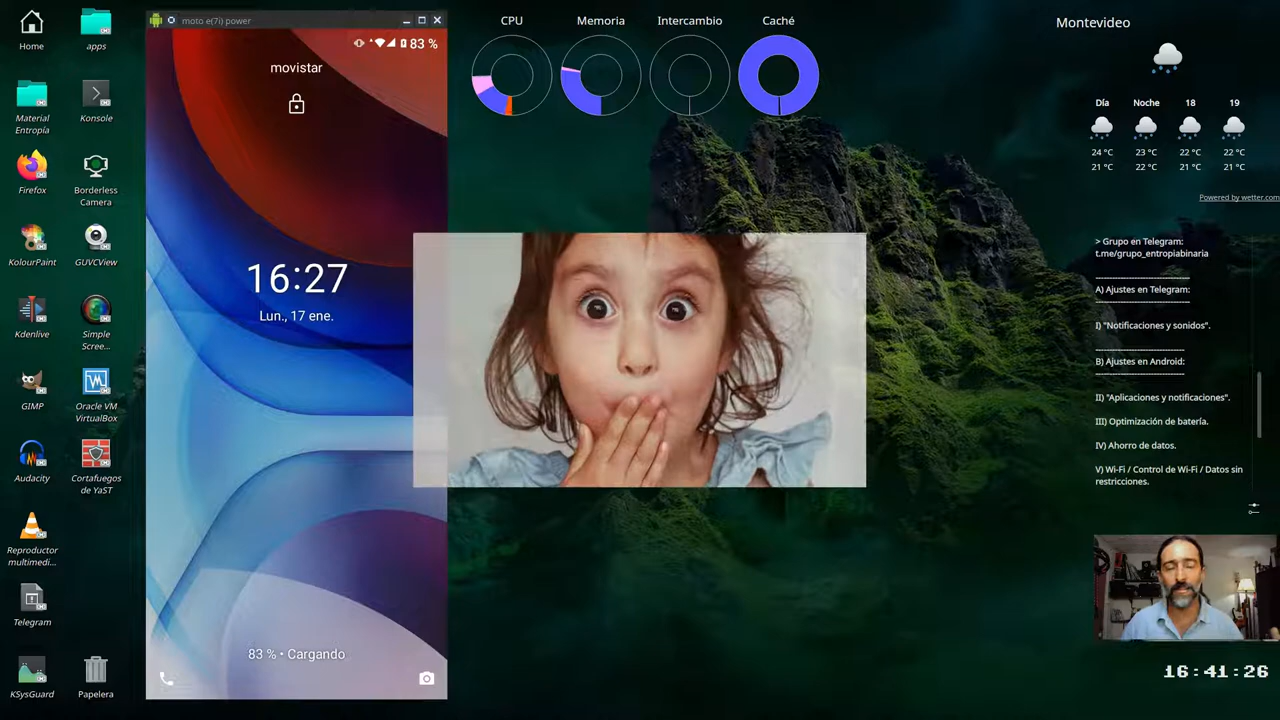 Home
apps
Material
Entropía
Konsole
Firefox
Borderless
Camera
KolourPaint
GUVCView
Kdenlive
Simple
Scree...
GIMP
Oracle VM
VirtualBox
Audacity
Cortafuegos
de YaST
Reproductor
multimedi...
Telegram
KSysGuard
Papelera
moto e(7i) power
83 %
movistar
16:27
Lun., 17 ene.
83 % • Cargando
CPU
Memoria
Intercambio
Caché
Montevideo
Día
Noche
18
19
24 °C
23 °C
22 °C
22 °C
21 °C
22 °C
21 °C
21 °C
Powered by wetter.com
> Grupo en Telegram:
t.me/grupo_entropiabinaria
A) Ajustes en Telegram:
I) "Notificaciones y sonidos".
B) Ajustes en Android:
II) "Aplicaciones y notificaciones".
III) Optimización de batería.
IV) Ahorro de datos.
V) Wi-Fi / Control de Wi-Fi / Datos sin
restricciones.
16:41:26